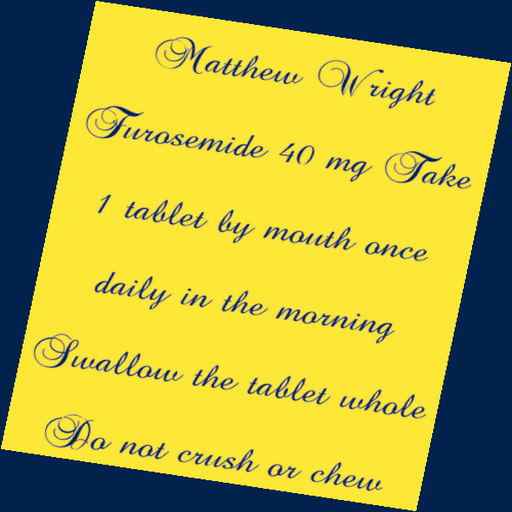 Matthew Wright
Furosemide 40 mg Take
1 tablet by mouth once
daily in the morning
Swallow the tablet whole
Do not crush or chew